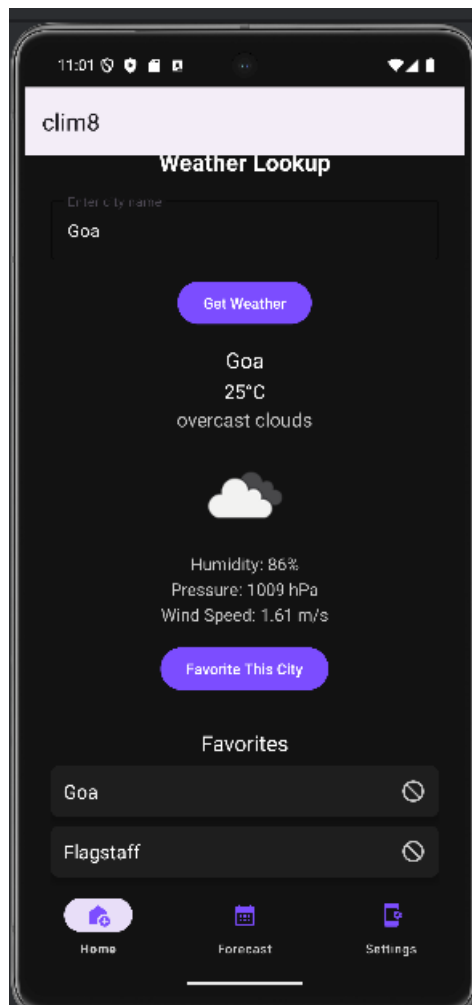 11:01
clim8
Weather Lookup
Enter city name
Goa
Get Weather
Goa
25°C
overcast clouds
Humidity: 86%
Pressure: 1009 hPa
Wind Speed: 1.61 m/s
Favorite This City
Favorites
Goa
Flagstaff
Home Forecast Settings